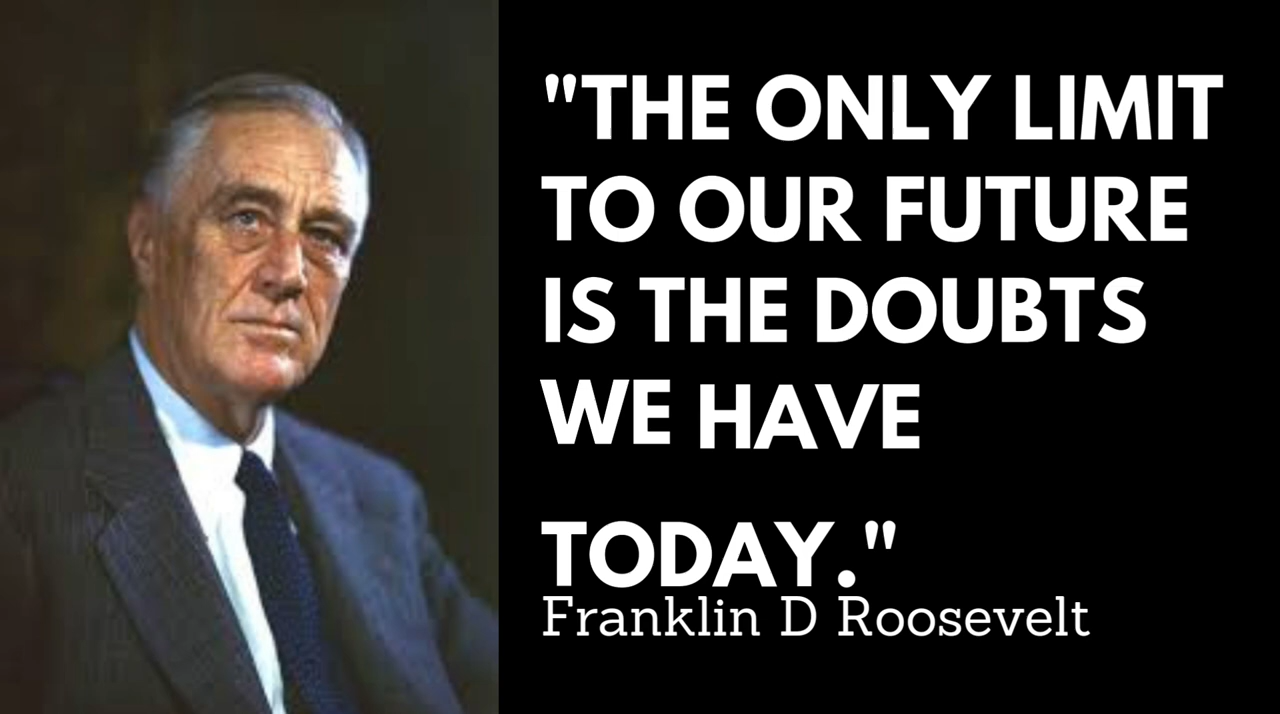 "THE ONLY LIMIT
TO OUR FUTURE
IS THE DOUBTS
WE HAVE
TODAY."
Franklin D Roosevelt